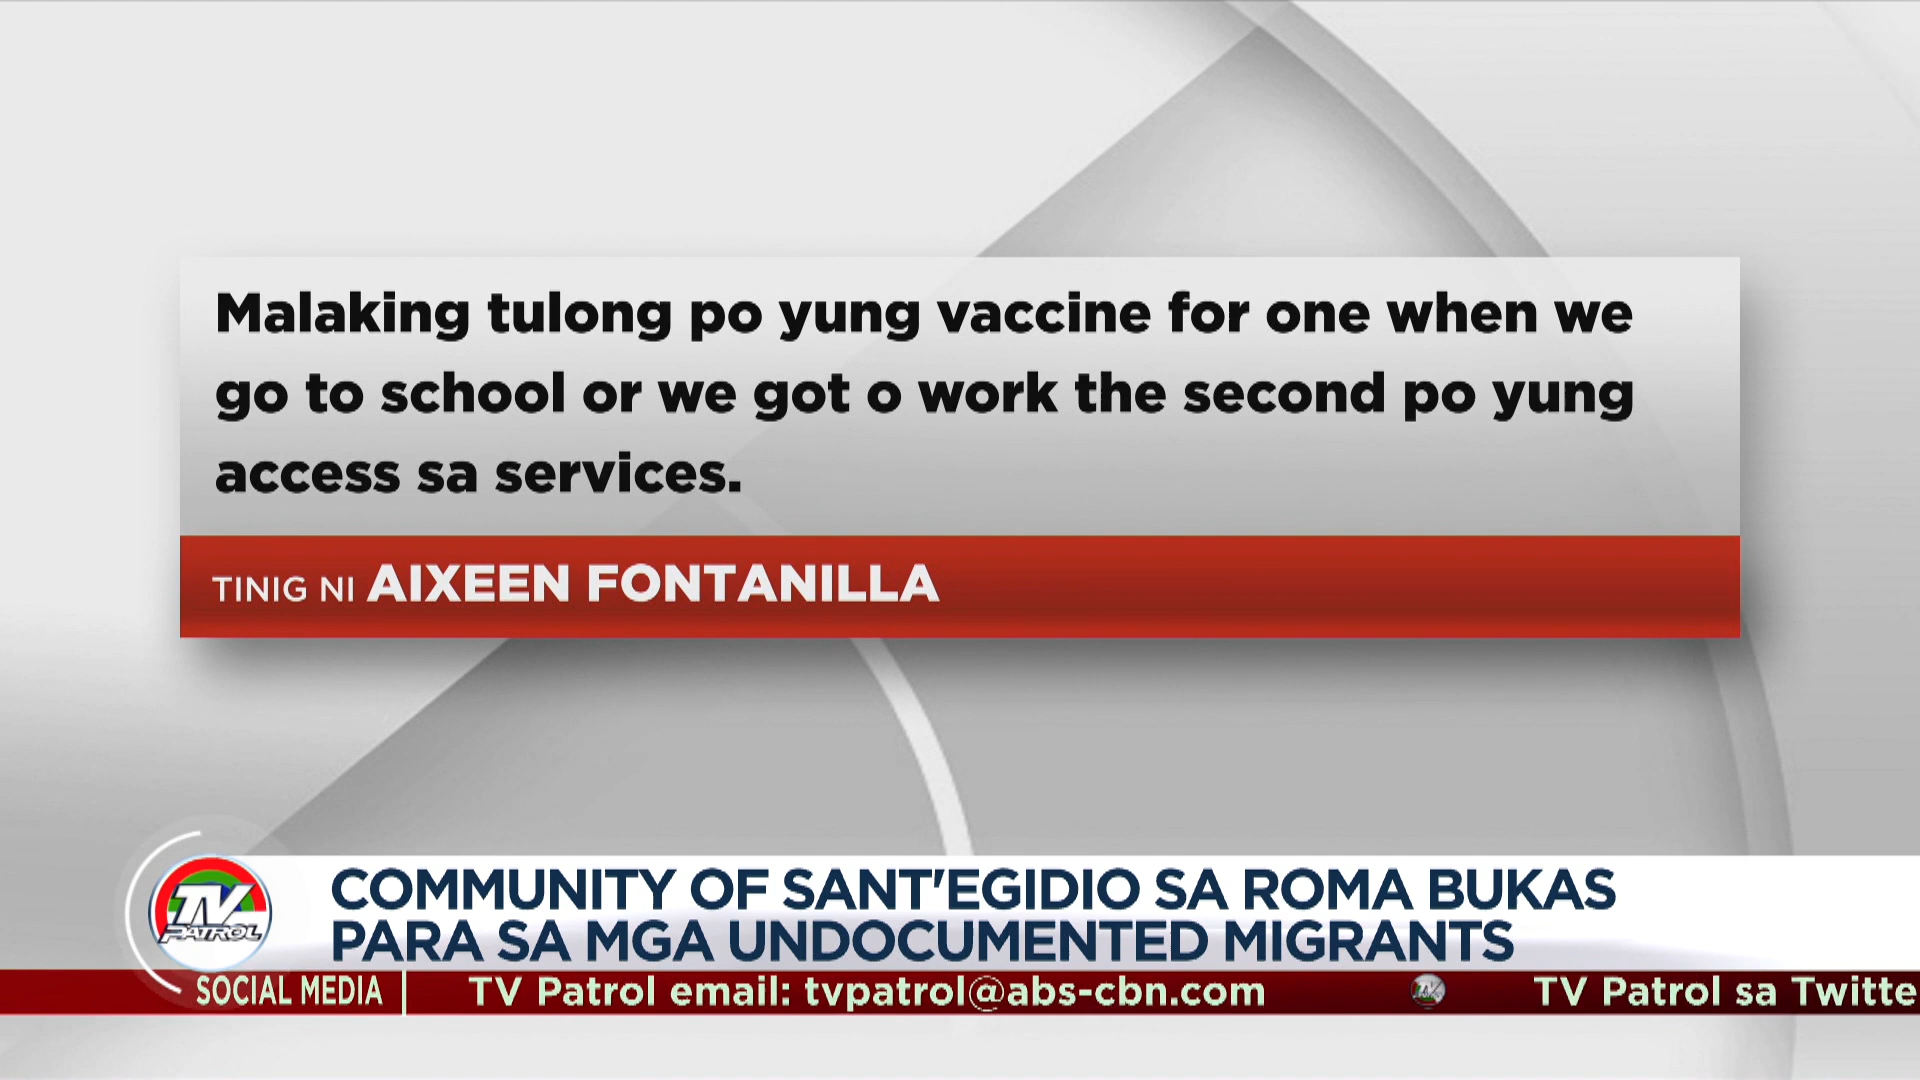 Malaking tulong po yung vaccine for one when we
go to school or we got o work the second po yung
access sa services.
TINIG NI AIXEEN FONTANILLA
TV
PATROL
COMMUNITY OF SANT'EGIDIO SA ROMA BUKAS
PARA SA MGA UNDOCUMENTED MIGRANTS
SOCIAL MEDIA TV Patrol email: tvpatrol@abs-cbn.com TV Patrol sa Twitte